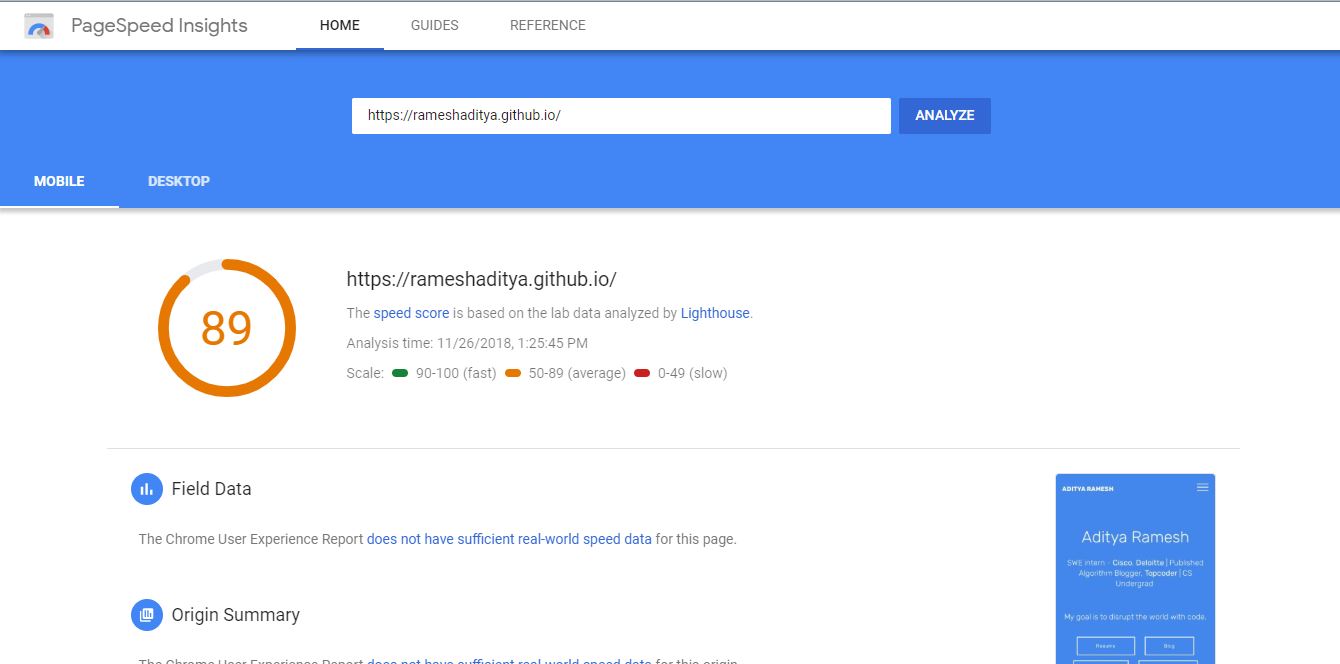 PageSpeed Insights HOME GUIDES REFERENCE
https://rameshaditya.github.io/ ANALYZE
MOBILE DESKTOP
89
https://rameshaditya.github.io/
The speed score is based on the lab data analyzed by Lighthouse.
Analysis time: 11/26/2018, 1:25:45 PM
Scale: 90-100 (fast) 50-89 (average) 0-49 (slow)
Field Data
The Chrome User Experience Report does not have sufficient real-world speed data for this page.
Origin Summary
The Chrome User Experience Report does not have sufficient real-world speed data for this origin.
ADITYA RAMESH
Aditya Ramesh
SWE intern - Cisco, Deloitte | Published
Algorithm Blogger, Topcoder | CS
Undergrad
My goal is to disrupt the world with code.
Resume Blog